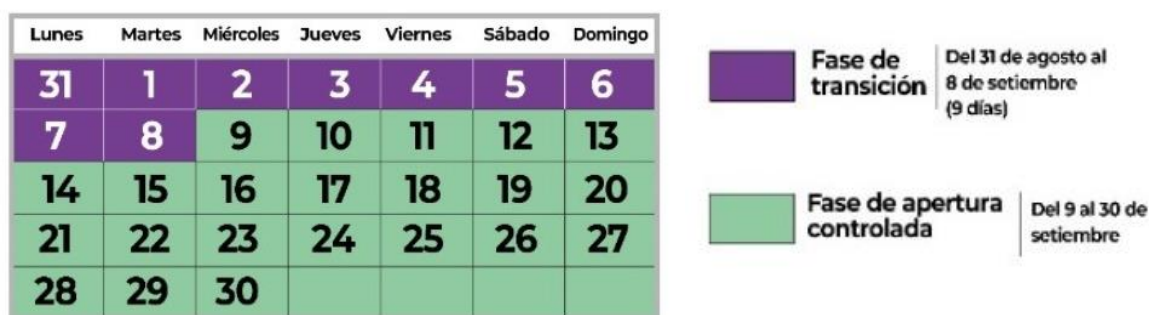 Lunes Martes Miércoles Jueves Viernes Sábado Domingo
31 1 2 3 4 5 6
7 8 9 10 11 12 13
14 15 16 17 18 19 20
21 22 23 24 25 26 27
28 29 30
Fase de
transición
Del 31 de agosto al
8 de setiembre
(9 días)
Fase de apertura
controlada
Del 9 al 30 de
setiembre